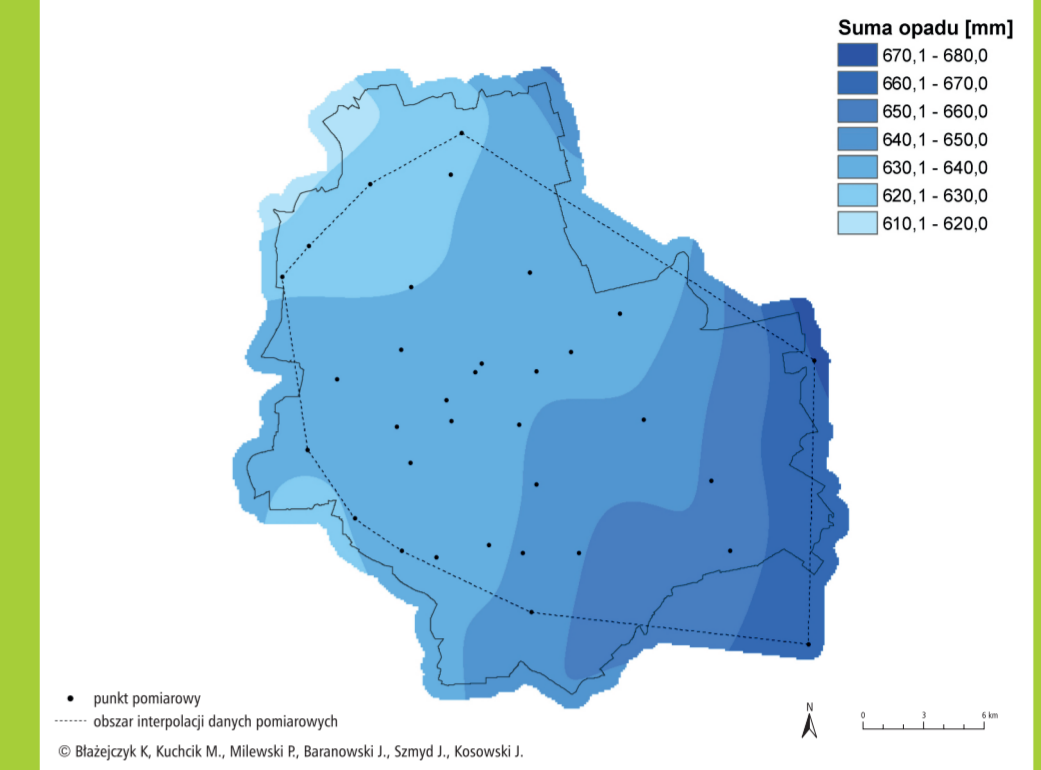 Suma opadu [mm]
670,1 - 680,0
660,1 - 670,0
650,1 - 660,0
640,1 - 650,0
630,1 - 640,0
620,1 - 630,0
610,1 - 620,0
punkt pomiarowy
obszar interpolacji danych pomiarowych
N
0 3 6 km
© Błażejczyk K, Kuchcik M., Milewski P., Baranowski J., Szmyd J., Kosowski J.